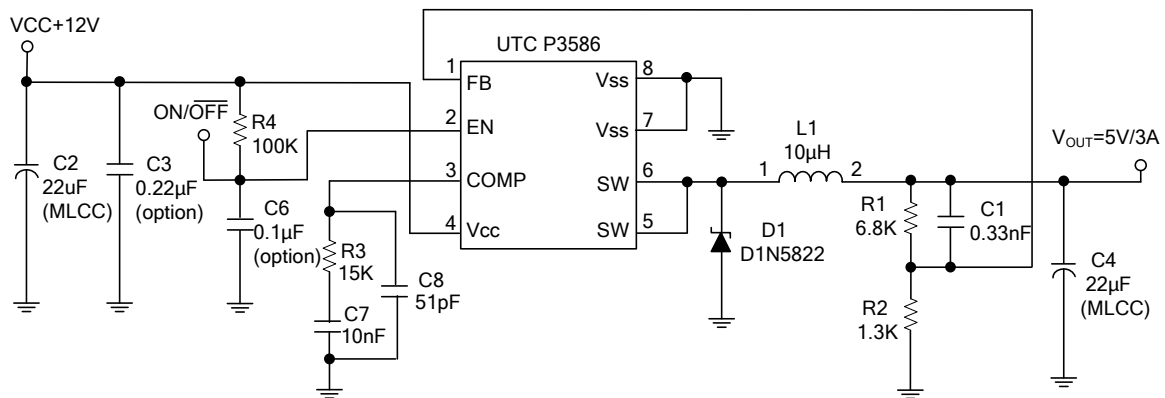 VCC+12V
UTC P3586
1
FB
Vss
8
ON/OFF
R4
100K
2
EN
Vss
7
C2
22uF
(MLCC)
C3
0.22µF
(option)
C6
0.1µF
(option)
3
COMP
SW
6
4
Vcc
SW
5
R3
15K
C8
51pF
C7
10nF
L1
10µH
1
2
D1
D1N5822
VOUT=5V/3A
R1
6.8K
C1
0.33nF
R2
1.3K
C4
22µF
(MLCC)